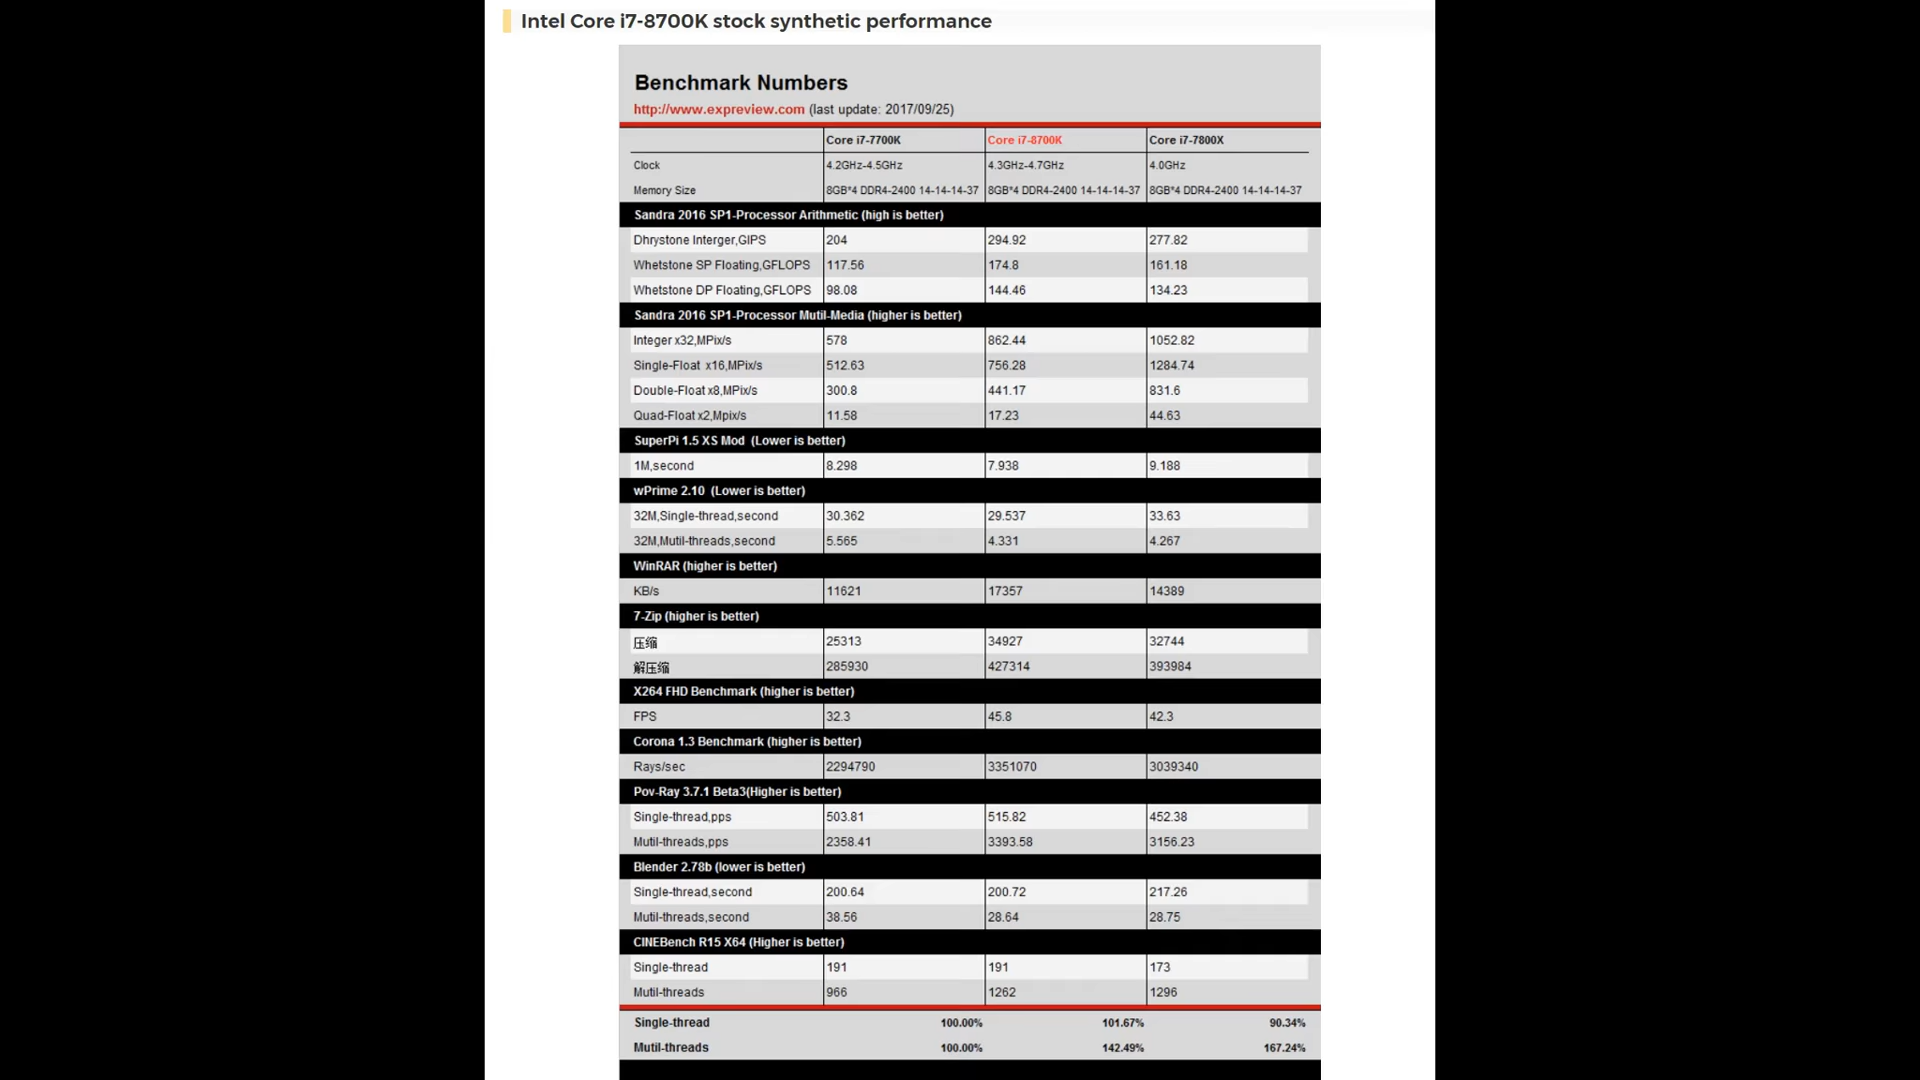 Intel Core i7-8700K stock synthetic performance
Benchmark Numbers
http://www.expreview.com (last update: 2017/09/25)
Core i7-7700K Core i7-8700K Core i7-7800X
Clock 4.2GHz-4.5GHz 4.3GHz-4.7GHz 4.0GHz
Memory Size 8GB*4 DDR4-2400 14-14-14-37 8GB*4 DDR4-2400 14-14-14-37 8GB*4 DDR4-2400 14-14-14-37
Sandra 2016 SP1-Processor Arithmetic (high is better)
Dhrystone Interger,GIPS 204 294.92 277.82
Whetstone SP Floating,GFLOPS 117.56 174.8 161.18
Whetstone DP Floating,GFLOPS 98.08 144.46 134.23
Sandra 2016 SP1-Processor Mutil-Media (higher is better)
Integer x32,MPix/s 578 862.44 1052.82
Single-Float x16,MPix/s 512.63 756.28 1284.74
Double-Float x8,MPix/s 300.8 441.17 831.6
Quad-Float x2,Mpix/s 11.58 17.23 44.63
SuperPi 1.5 XS Mod (Lower is better)
1M,second 8.298 7.938 9.188
wPrime 2.10 (Lower is better)
32M,Single-thread,second 30.362 29.537 33.63
32M,Mutil-threads,second 5.565 4.331 4.267
WinRAR (higher is better)
KB/s 11621 17357 14389
7-Zip (higher is better)
压缩 25313 34927 32744
解压缩 285930 427314 393984
X264 FHD Benchmark (higher is better)
FPS 32.3 45.8 42.3
Corona 1.3 Benchmark (higher is better)
Rays/sec 2294790 3351070 3039340
Pov-Ray 3.7.1 Beta3(Higher is better)
Single-thread,pps 503.81 515.82 452.38
Mutil-threads,pps 2358.41 3393.58 3156.23
Blender 2.78b (lower is better)
Single-thread,second 200.64 200.72 217.26
Mutil-threads,second 38.56 28.64 28.75
CINEBench R15 X64 (Higher is better)
Single-thread 191 191 173
Mutil-threads 966 1262 1296
Single-thread 100.00% 101.67% 90.34%
Mutil-threads 100.00% 142.49% 167.24%